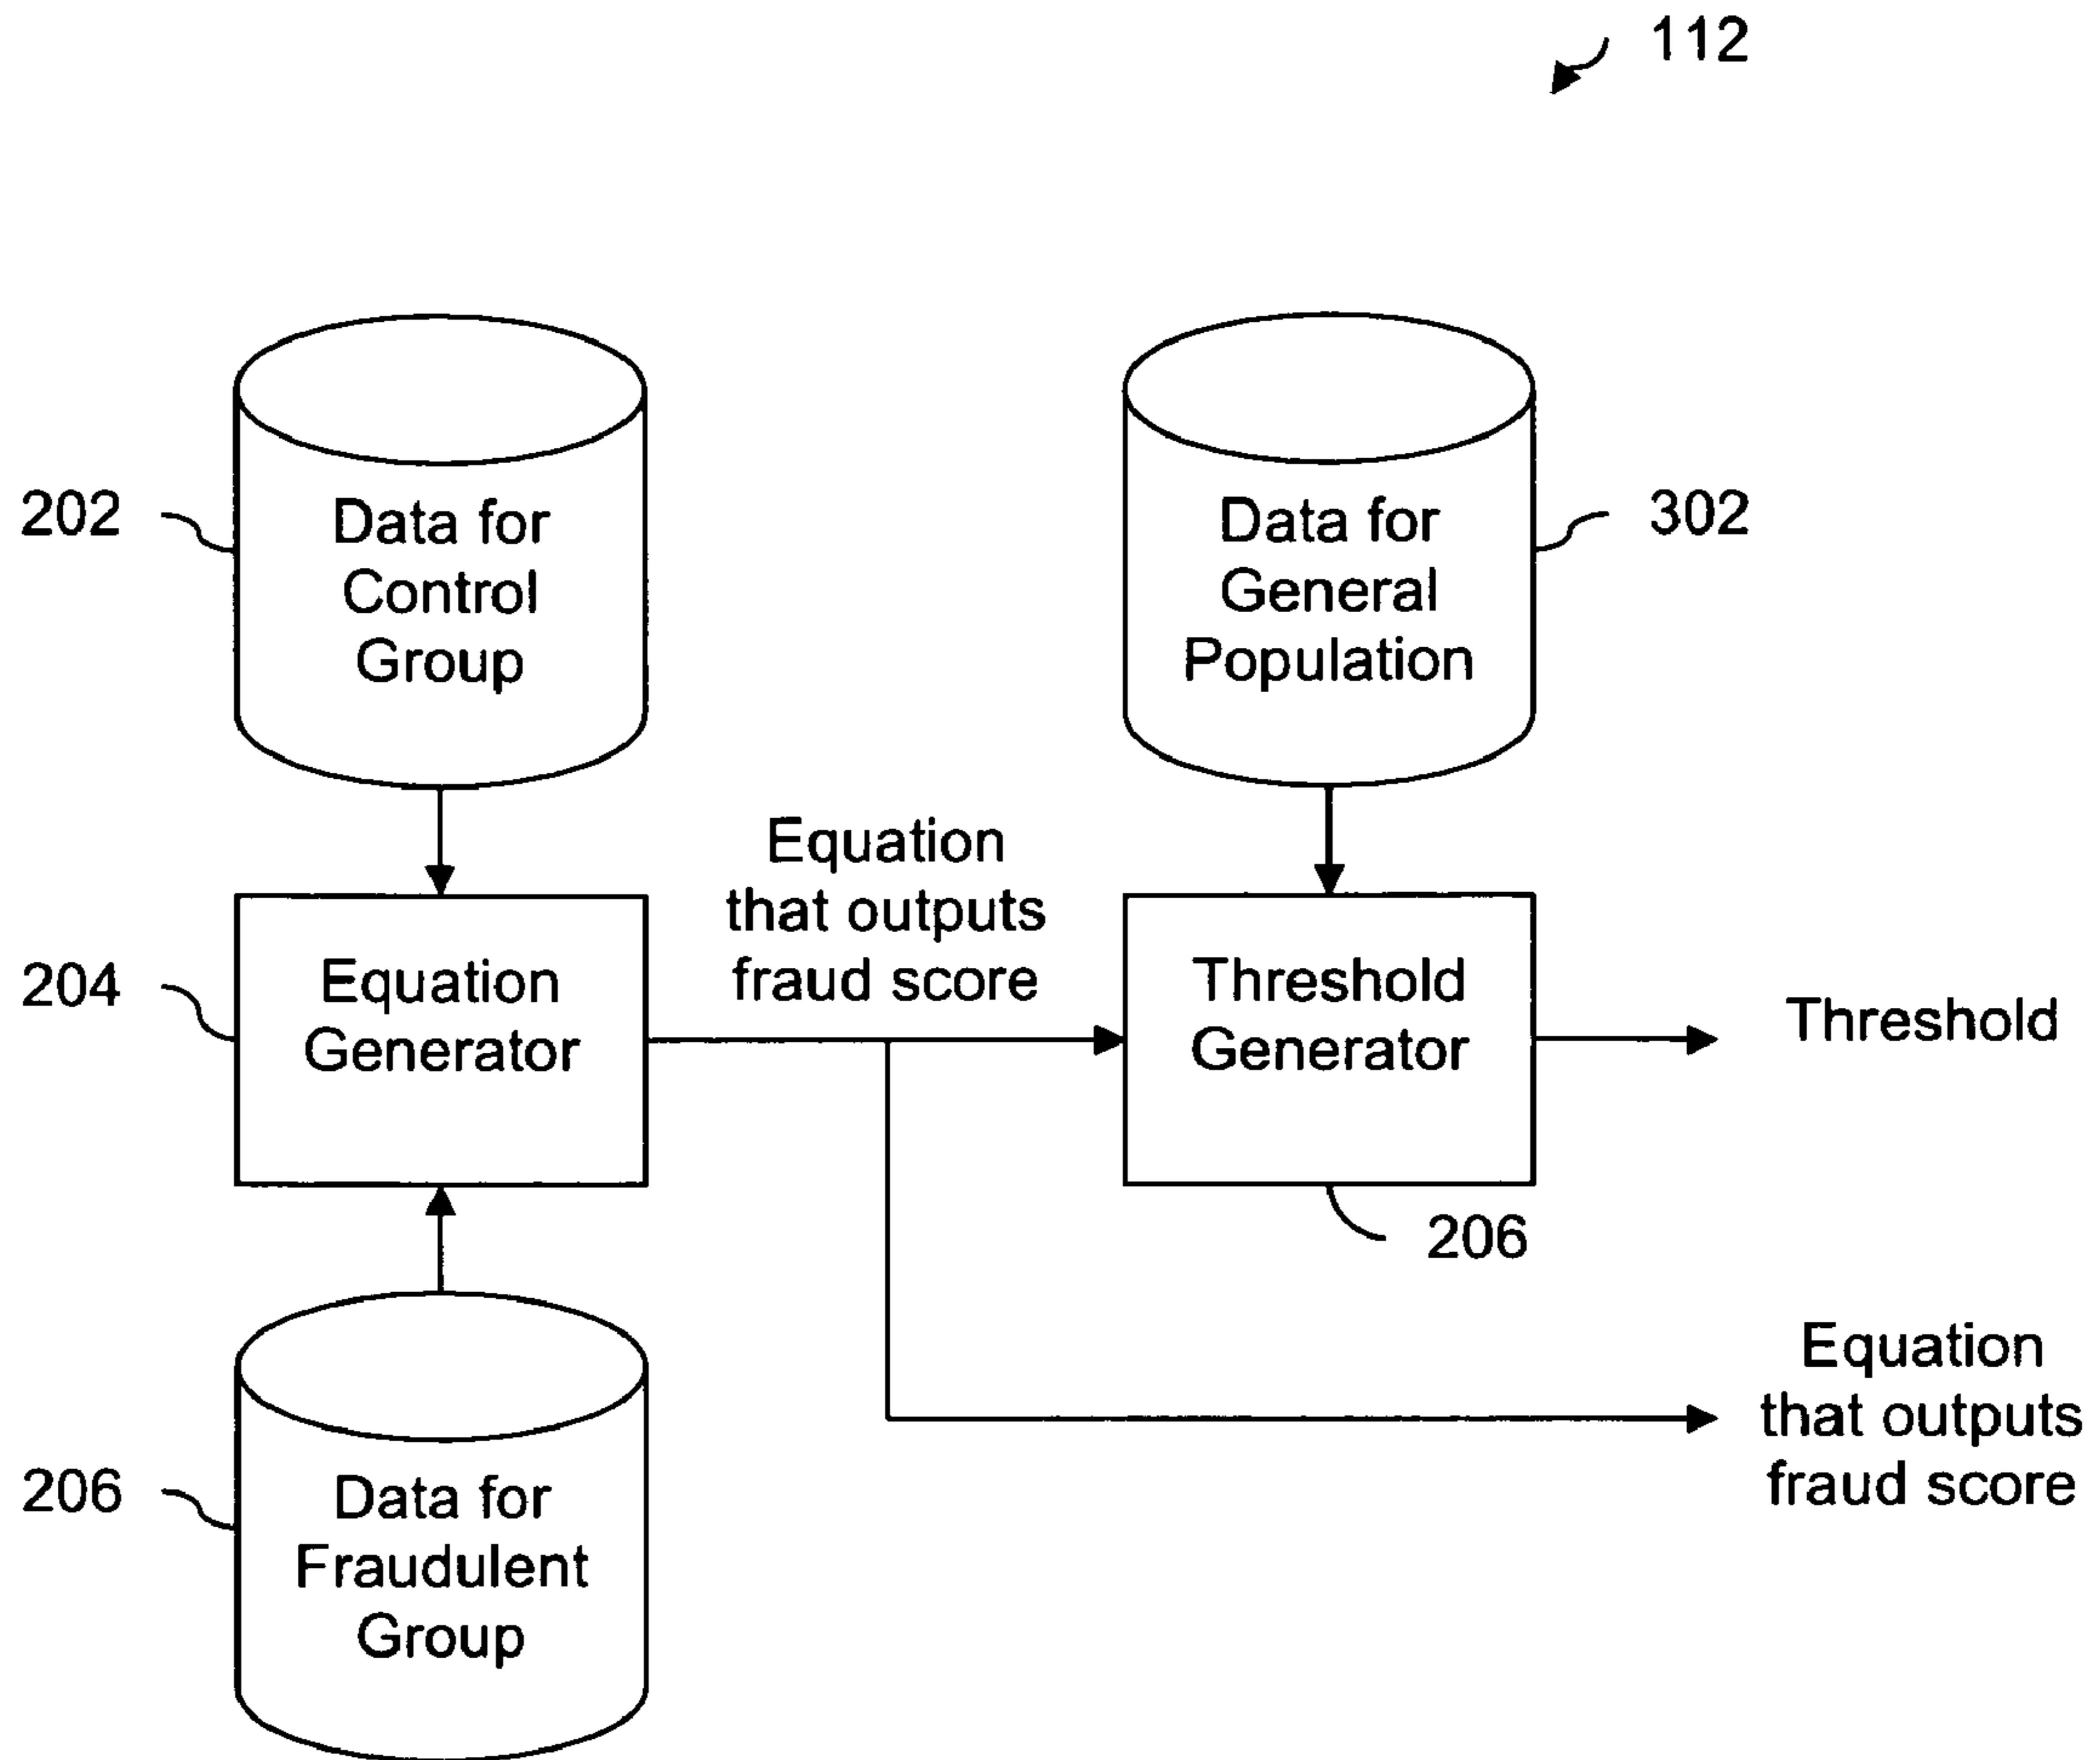 112
202
Data for
Control
Group
Data for
General
Population
302
Equation
that outputs
fraud score
204
Equation
Generator
Threshold
Generator
Threshold
206
Equation
that outputs
fraud score
206
Data for
Fraudulent
Group